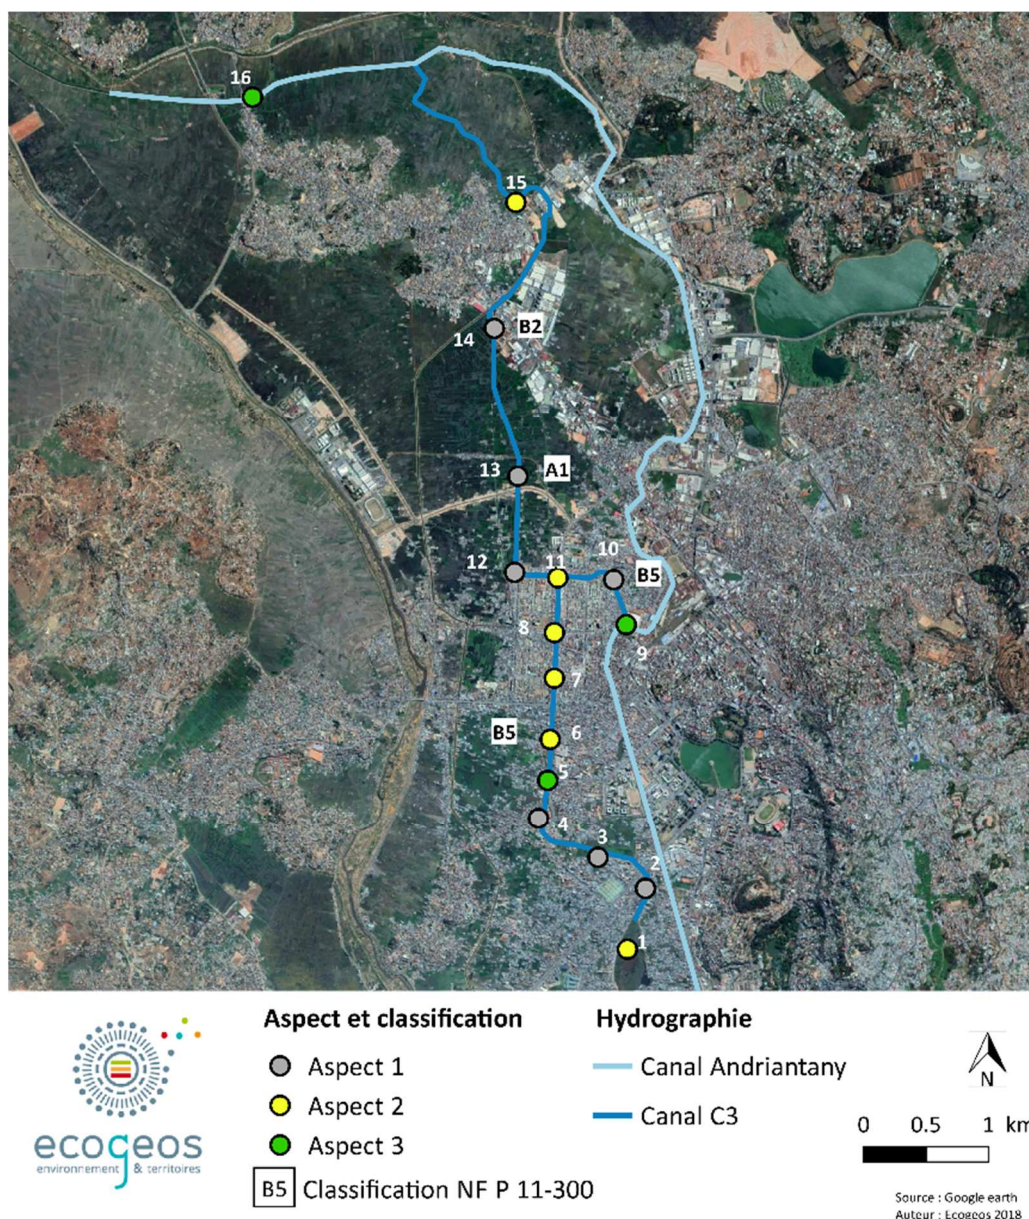 16
15
14
B2
13
A1
12
11
10
B5
8
9
7
B5
6
5
4
3
2
1
Aspect et classification
Aspect 1
Aspect 2
Aspect 3
B5 Classification NF P 11-300
Hydrographie
Canal Andriantany
Canal C3
N
0 0.5 1 km
ecogeos
environnement & territoires
Source : Google earth
Auteur : Ecogeos 2018